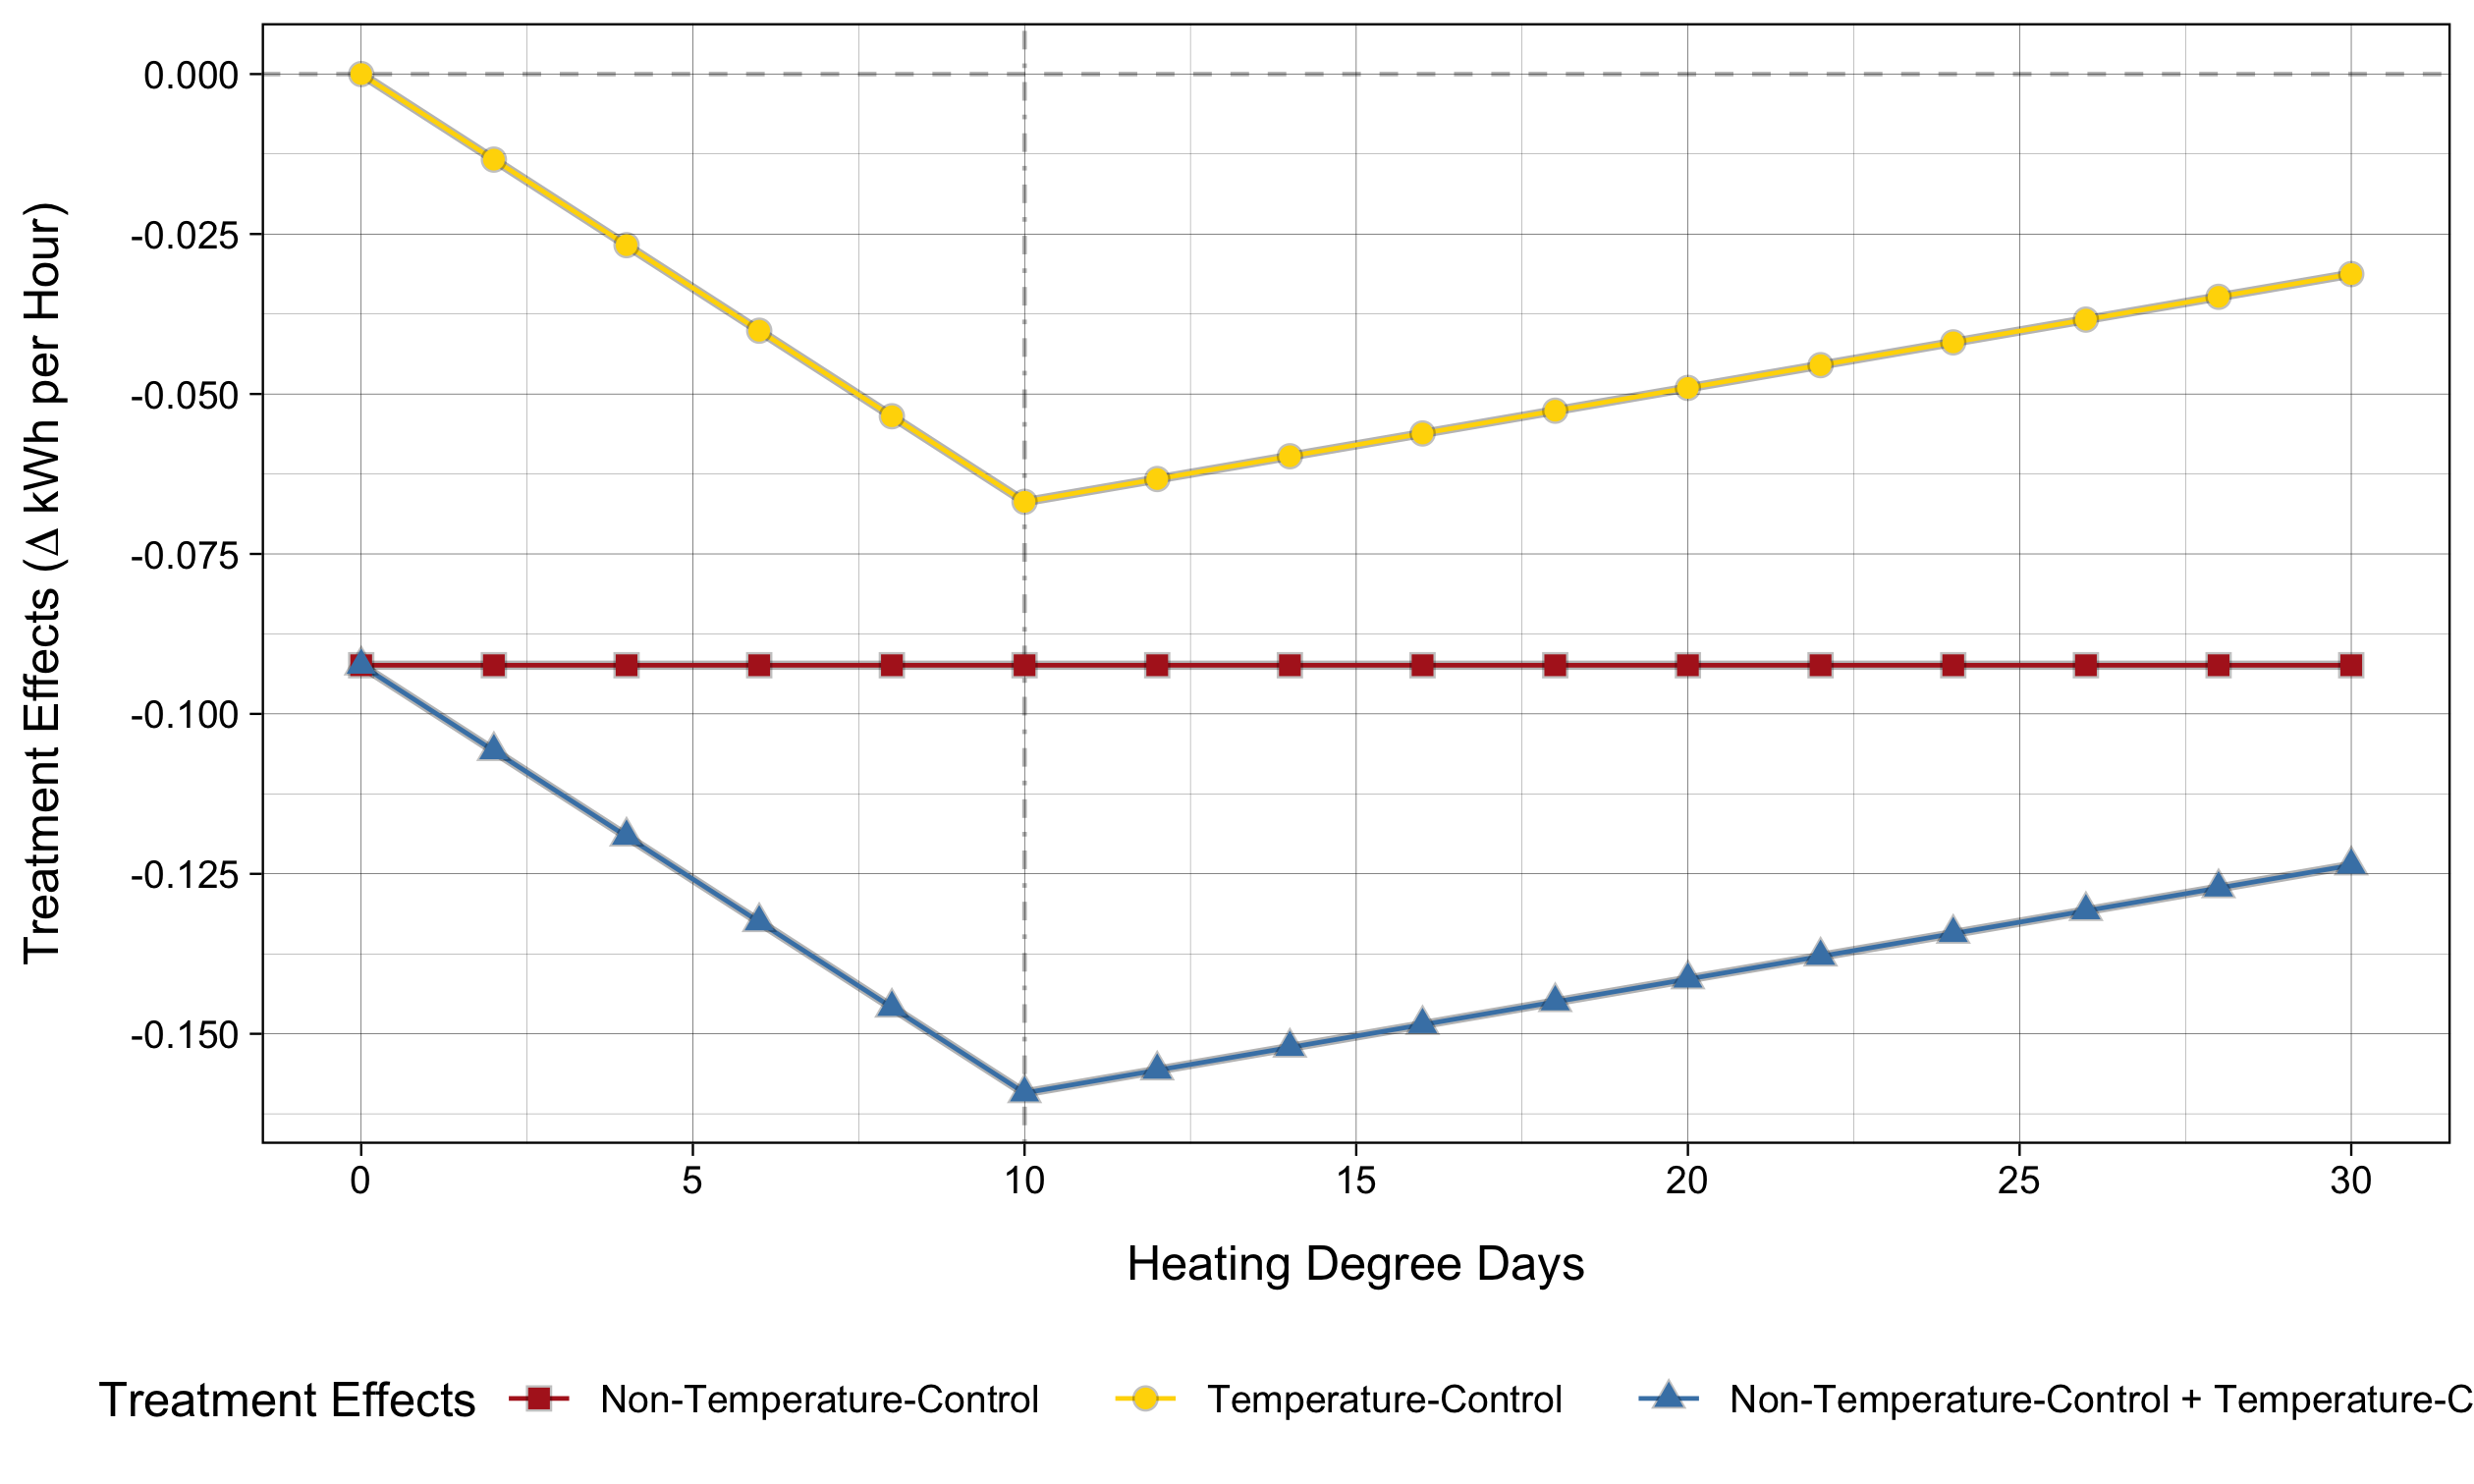 Treatment Effects (Δ kWh per Hour)
0.000
-0.025
-0.050
-0.075
-0.100
-0.125
-0.150
0 5 10 15 20 25 30
Heating Degree Days
Treatment Effects Non-Temperature-Control Temperature-Control Non-Temperature-Control + Temperature-C